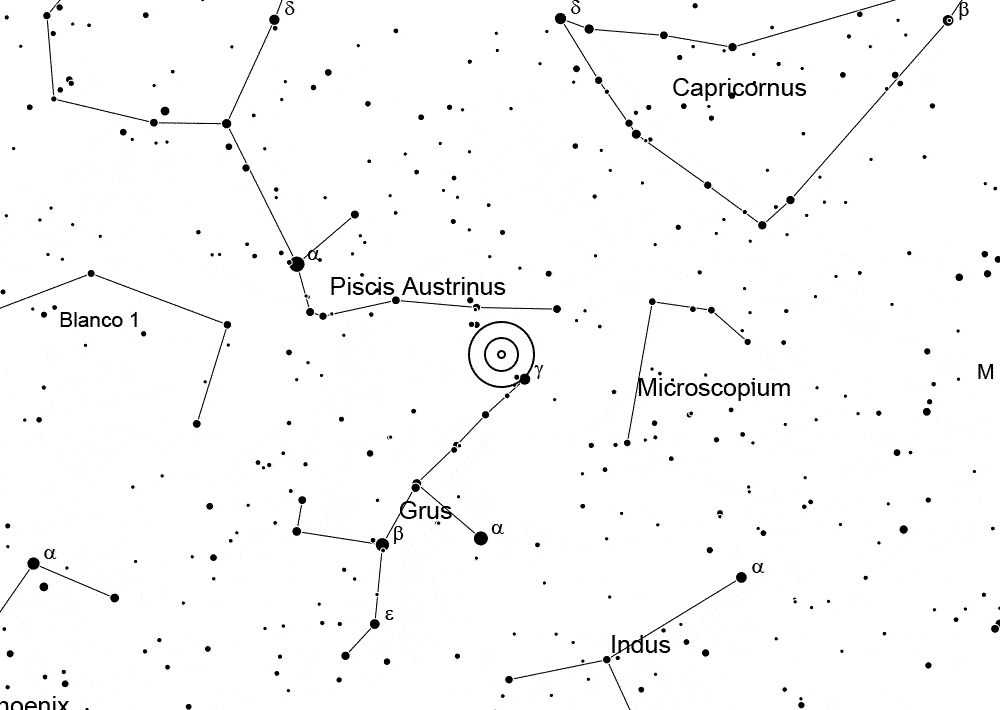 δ
δ
β
Capricornus
α
Piscis Austrinus
Blanco 1
γ
M
Microscopium
Grus
β
α
α
α
ε
Indus
hoenix